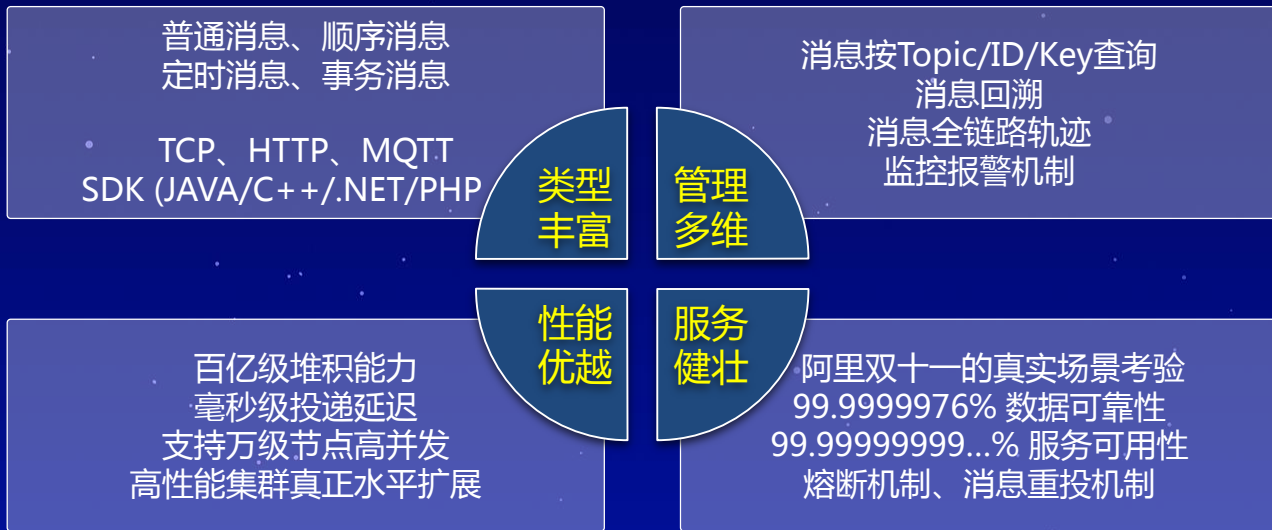 普通消息、顺序消息
定时消息、事务消息
TCP、HTTP、MQTT
SDK (JAVA/C++/.NET/PHP
类型
丰富
消息按Topic/ID/Key查询
消息回溯
消息全链路轨迹
监控报警机制
管理
多维
百亿级堆积能力
毫秒级投递延迟
支持万级节点高并发
高性能集群真正水平扩展
性能
优越
阿里双十一的真实场景考验
99.9999976% 数据可靠性
99.99999999...% 服务可用性
熔断机制、消息重投机制
服务
健壮